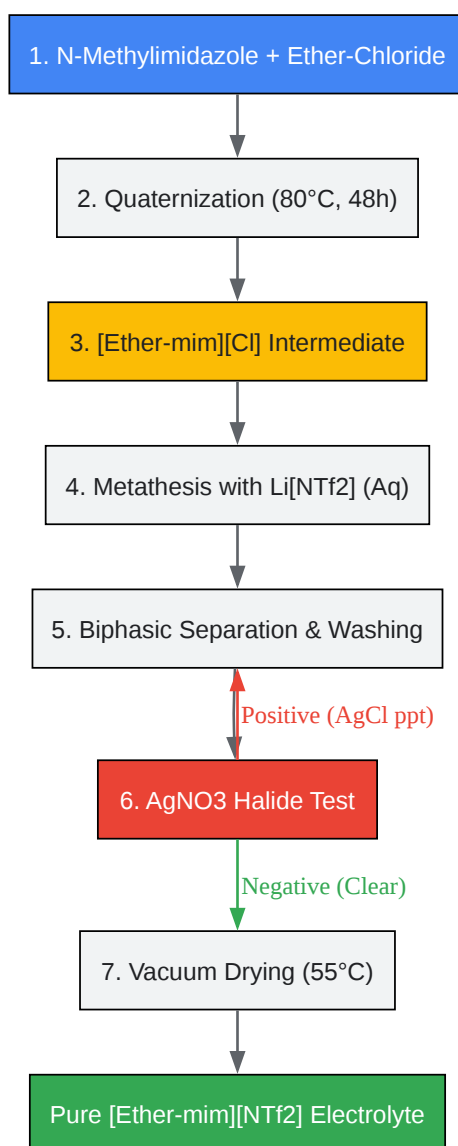 1. N-Methylimidazole + Ether-Chloride
2. Quaternization (80°C, 48h)
3. [Ether-mim][Cl] Intermediate
4. Metathesis with Li[NTf2] (Aq)
5. Biphasic Separation & Washing
Positive (AgCl ppt)
6. AgNO3 Halide Test
Negative (Clear)
7. Vacuum Drying (55°C)
Pure [Ether-mim][NTf2] Electrolyte